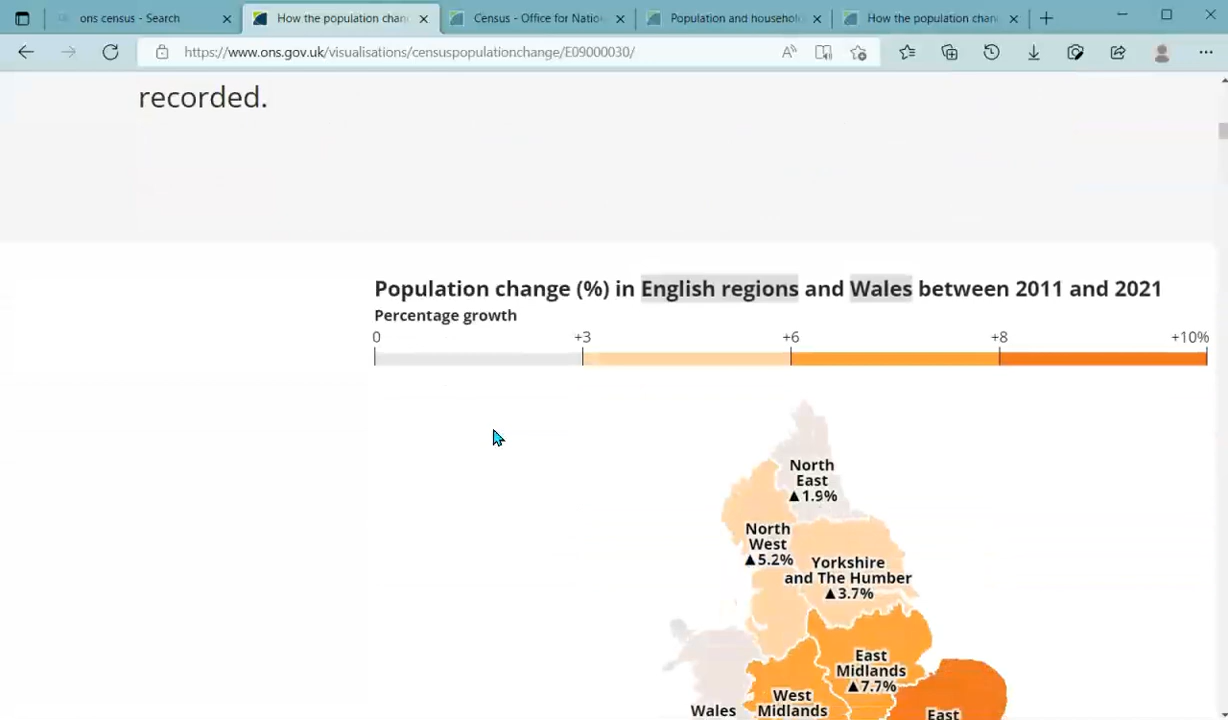 ons census - Search
How the population chan
Census - Office for Natio
Population and househol
How the population chan
https://www.ons.gov.uk/visualisations/censuspopulationchange/E09000030/
recorded.
Population change (%) in English regions and Wales between 2011 and 2021
Percentage growth
0 +3 +6 +8 +10%
North
East
▲1.9%
North
West
▲5.2%
Yorkshire
and The Humber
▲3.7%
East
Midlands
▲7.7%
West
Midlands
Wales
East